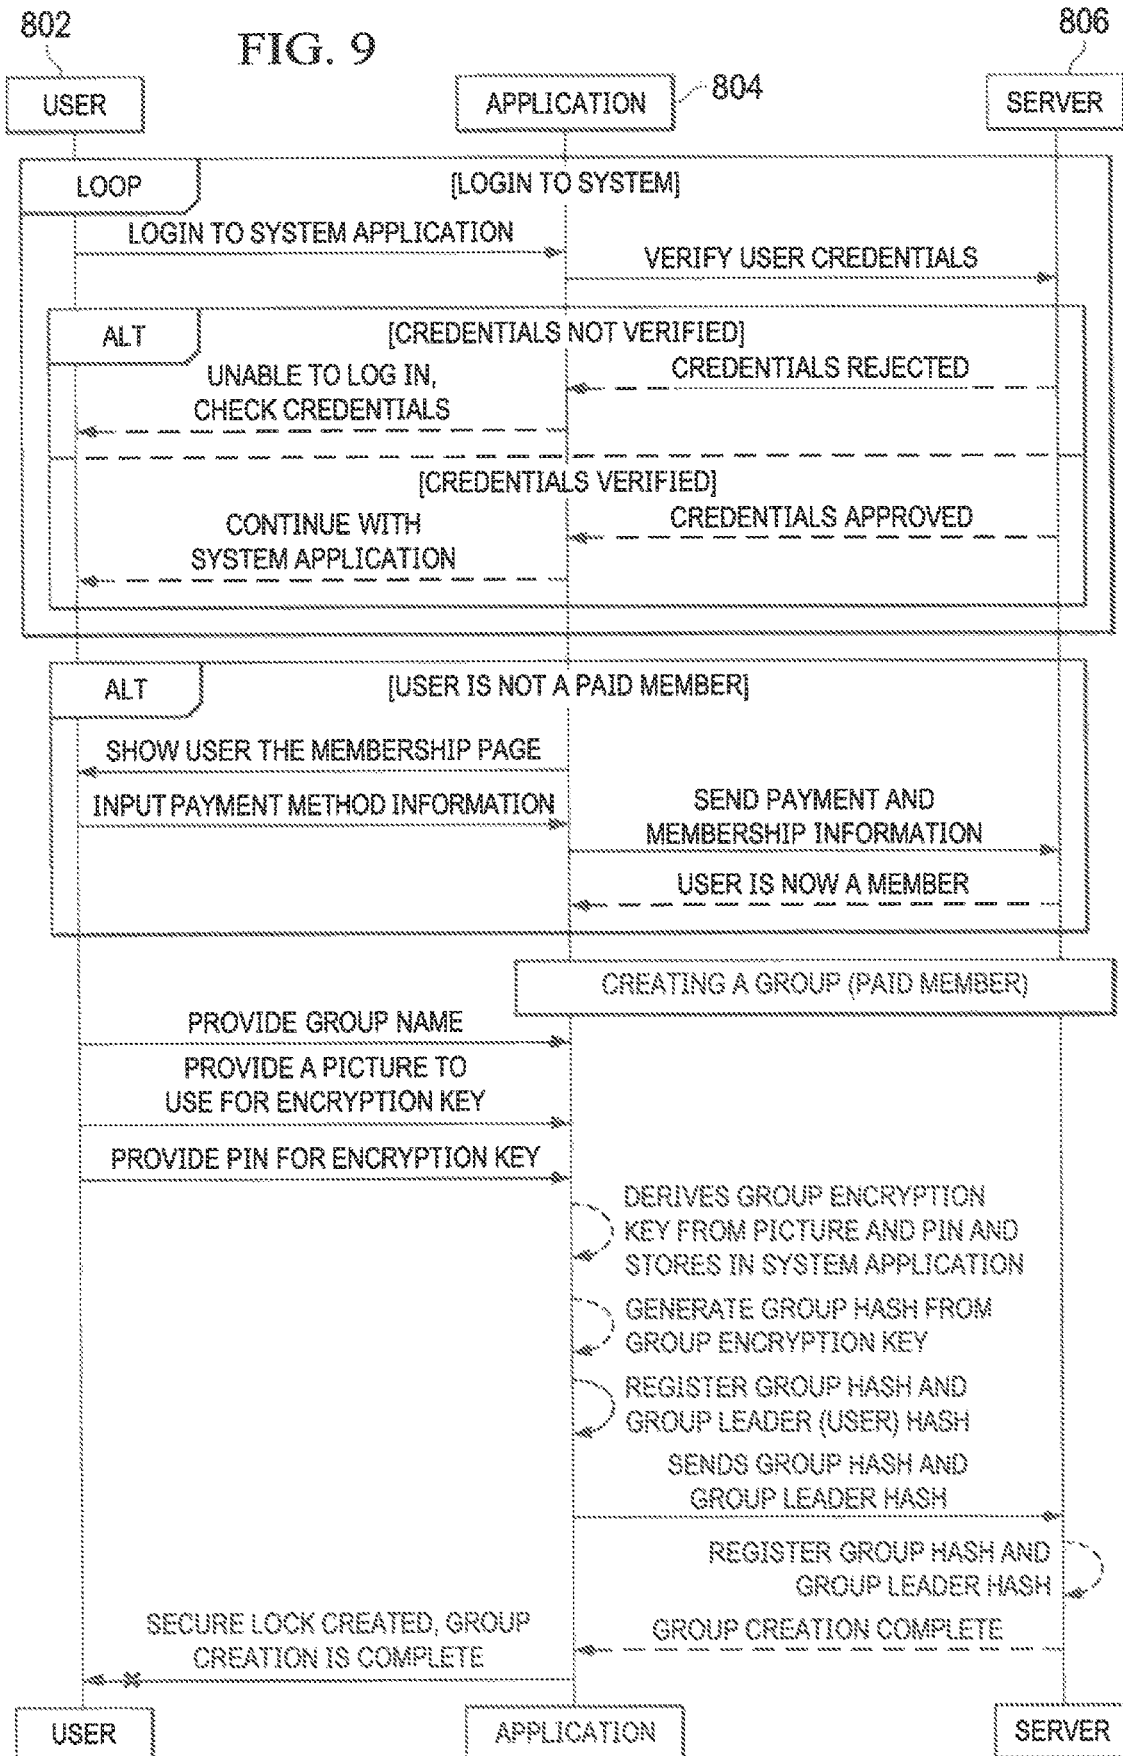 802
FIG. 9
806
USER
APPLICATION
804
SERVER
LOOP
[LOGIN TO SYSTEM]
LOGIN TO SYSTEM APPLICATION
VERIFY USER CREDENTIALS
ALT
[CREDENTIALS NOT VERIFIED]
UNABLE TO LOG IN,
CHECK CREDENTIALS
CREDENTIALS REJECTED
[CREDENTIALS VERIFIED]
CONTINUE WITH
SYSTEM APPLICATION
CREDENTIALS APPROVED
ALT
[USER IS NOT A PAID MEMBER]
SHOW USER THE MEMBERSHIP PAGE
INPUT PAYMENT METHOD INFORMATION
SEND PAYMENT AND
MEMBERSHIP INFORMATION
USER IS NOW A MEMBER
CREATING A GROUP (PAID MEMBER)
PROVIDE GROUP NAME
PROVIDE A PICTURE TO
USE FOR ENCRYPTION KEY
PROVIDE PIN FOR ENCRYPTION KEY
DERIVES GROUP ENCRYPTION
KEY FROM PICTURE AND PIN AND
STORES IN SYSTEM APPLICATION
GENERATE GROUP HASH FROM
GROUP ENCRYPTION KEY
REGISTER GROUP HASH AND
GROUP LEADER (USER) HASH
SENDS GROUP HASH AND
GROUP LEADER HASH
REGISTER GROUP HASH AND
GROUP LEADER HASH
SECURE LOCK CREATED, GROUP
CREATION IS COMPLETE
GROUP CREATION COMPLETE
USER
APPLICATION
SERVER